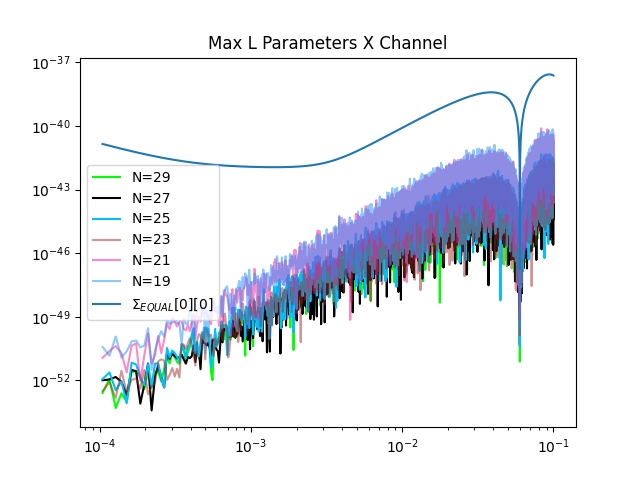 Max L Parameters X Channel
10⁻³⁷
10⁻⁴⁰
10⁻⁴³
10⁻⁴⁶
10⁻⁴⁹
10⁻⁵²
N=29
N=27
N=25
N=23
N=21
N=19
Σ_EQUAL[0][0]
10⁻⁴ 10⁻³ 10⁻² 10⁻¹